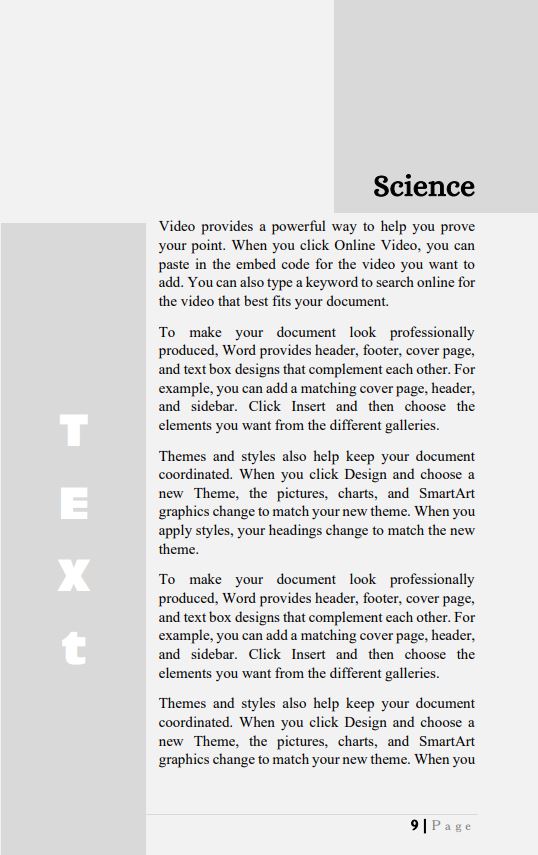 Science
Video provides a powerful way to help you prove
your point. When you click Online Video, you can
paste in the embed code for the video you want to
add. You can also type a keyword to search online for
the video that best fits your document.
To make your document look professionally
produced, Word provides header, footer, cover page,
and text box designs that complement each other. For
example, you can add a matching cover page, header,
and sidebar. Click Insert and then choose the
elements you want from the different galleries.
Themes and styles also help keep your document
coordinated. When you click Design and choose a
new Theme, the pictures, charts, and SmartArt
graphics change to match your new theme. When you
apply styles, your headings change to match the new
theme.
To make your document look professionally
produced, Word provides header, footer, cover page,
and text box designs that complement each other. For
example, you can add a matching cover page, header,
and sidebar. Click Insert and then choose the
elements you want from the different galleries.
Themes and styles also help keep your document
coordinated. When you click Design and choose a
new Theme, the pictures, charts, and SmartArt
graphics change to match your new theme. When you
T
E
X
t
9 | Page